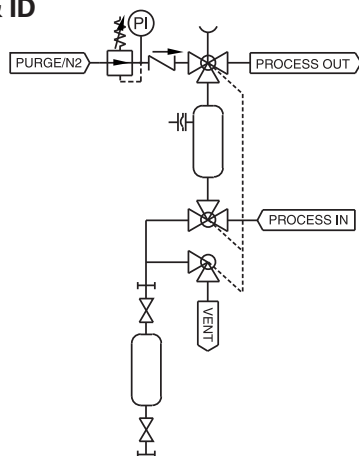 & ID
PI
PURGE/N2
PROCESS OUT
PROCESS IN
VENT